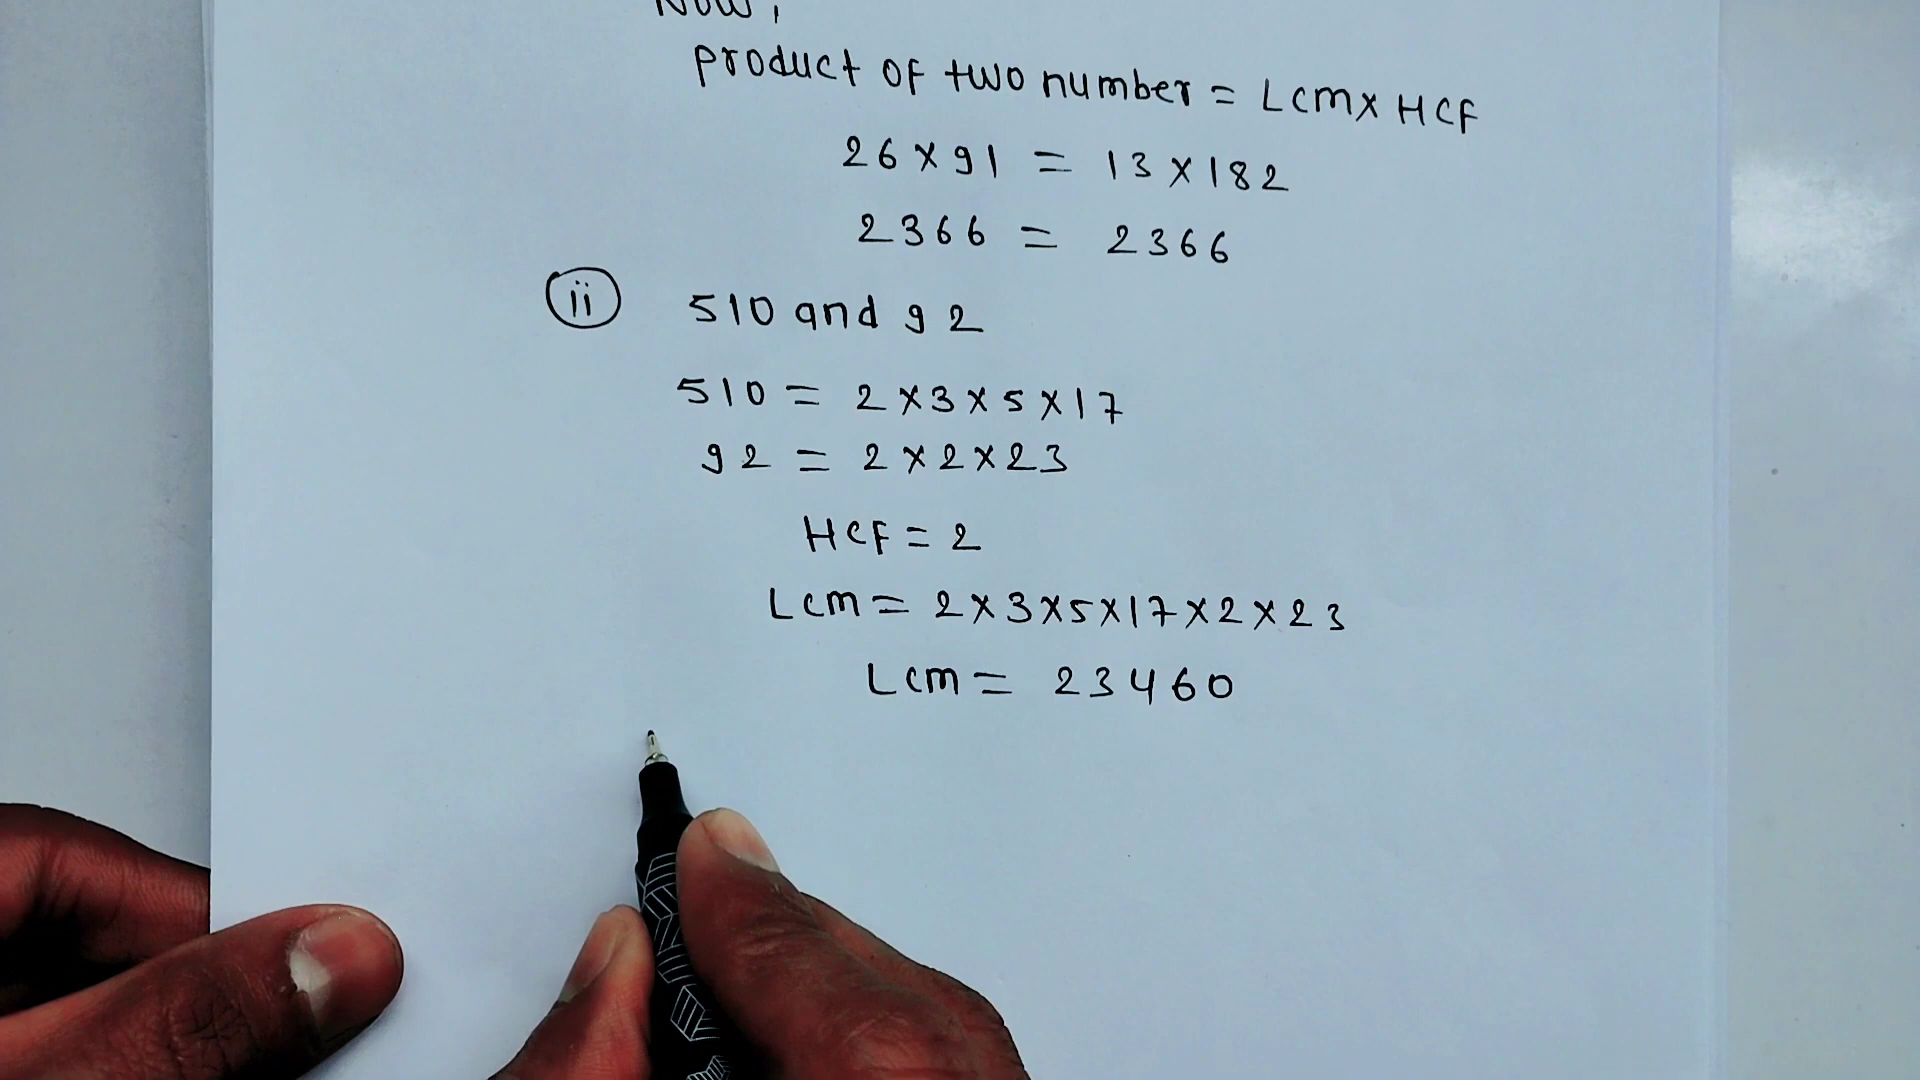 Now,
product of two number = Lcm x HCF
26 x 91 = 13 x 182
2366 = 2366
ii 510 and 92
510 = 2 x 3 x 5 x 17
92 = 2 x 2 x 23
HCF = 2
Lcm = 2 x 3 x 5 x 17 x 2 x 23
Lcm = 23460